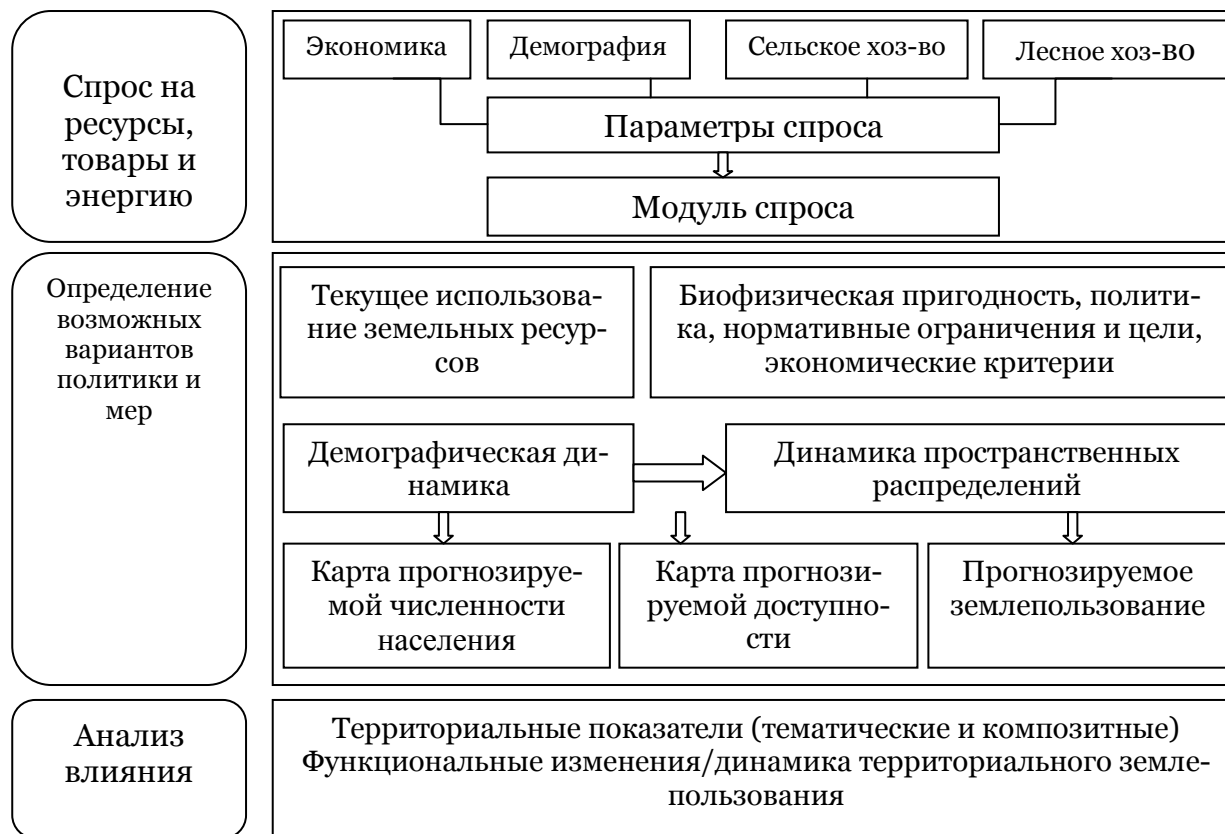 Спрос на
ресурсы,
товары и
энергию
Экономика
Демография
Сельское хоз-во
Лесное хоз-во
Параметры спроса
Модуль спроса
Определение
возможных
вариантов
политики и
мер
Текущее использова-
ние земельных ресур-
сов
Биофизическая пригодность, полити-
ка, нормативные ограничения и цели,
экономические критерии
Демографическая ди-
намика
Динамика пространственных
распределений
Карта прогнозируе-
мой численности
населения
Карта прогнози-
руемой доступно-
сти
Прогнозируемое
землепользование
Анализ
влияния
Территориальные показатели (тематические и композитные)
Функциональные изменения/динамика территориального земле-
пользования